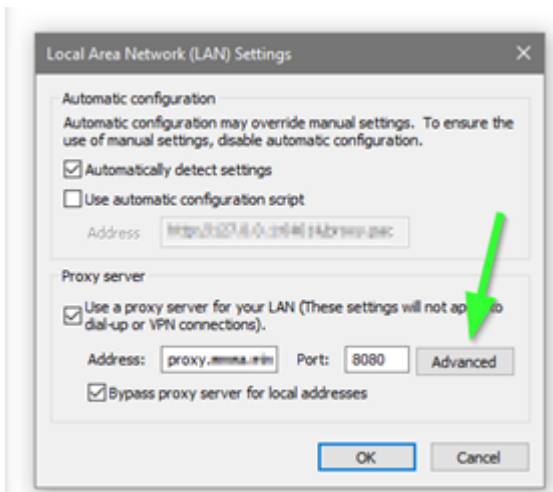 Local Area Network (LAN) Settings
Automatic configuration
Automatic configuration may override manual settings. To ensure the
use of manual settings, disable automatic configuration.
Automatically detect settings
Use automatic configuration script
Address
Proxy server
Use a proxy server for your LAN (These settings will not to
dial-up or VPN connections).
Address: proxy. Port: 8080 Advanced
Bypass proxy server for local addresses
OK Cancel